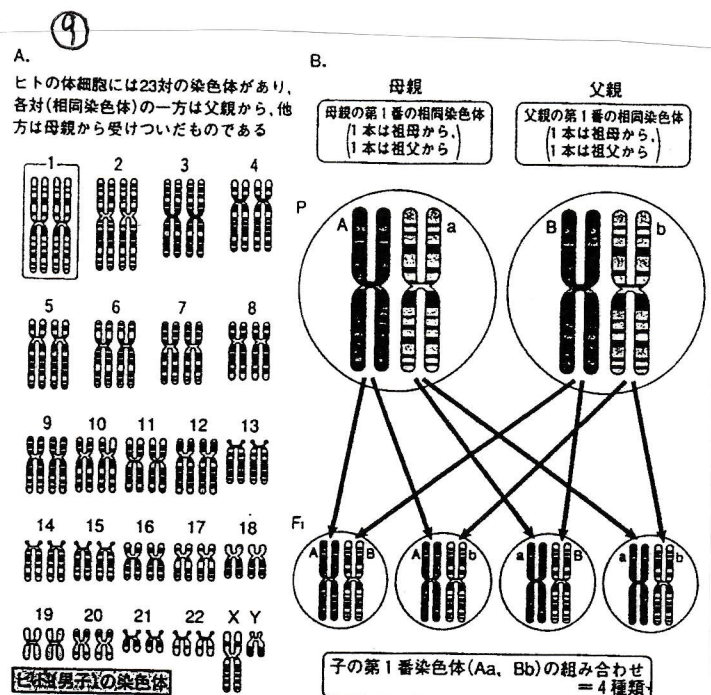 9
A.
ヒトの体細胞には23対の染色体があり、
各対(相同染色体)の一方は父親から、他
方は母親から受けついだものである
1 2 3 4
5 6 7 8
9 10 11 12 13
14 15 16 17 18
19 20 21 22 X Y
ヒト(男子)の染色体
B.
母親 父親
母親の第1番の相同染色体
(1本は祖母から、
1本は祖父から)
父親の第1番の相同染色体
(1本は祖母から、
1本は祖父から)
P
A a B b
F1
A B A b a B a b
子の第1番染色体(Aa、Bb)の組み合わせ
=4種類